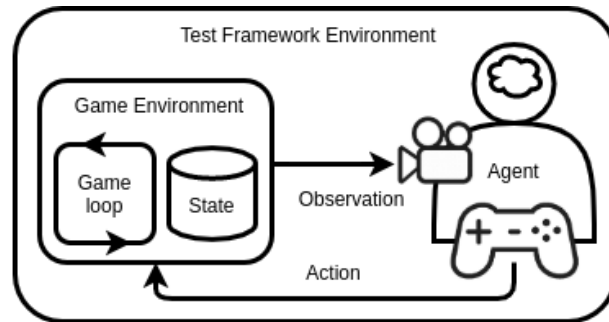 Test Framework Environment
Game Environment
Game
loop
State
Observation
Agent
Action